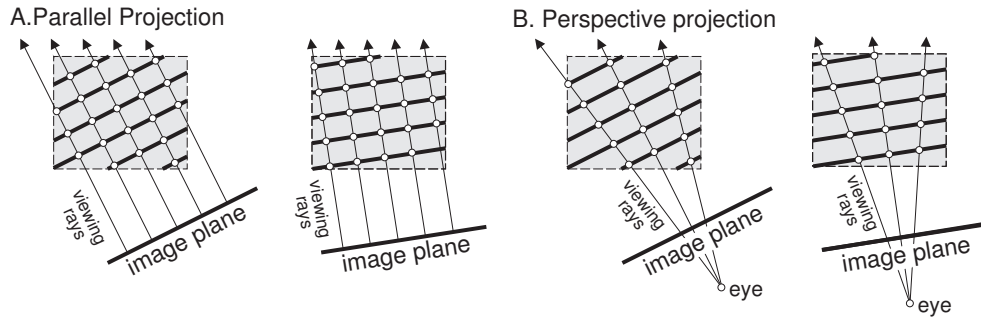 A.Parallel Projection
viewing
rays
image plane
viewing
rays
image plane
B. Perspective projection
viewing
rays
image plane
eye
viewing
rays
image plane
eye